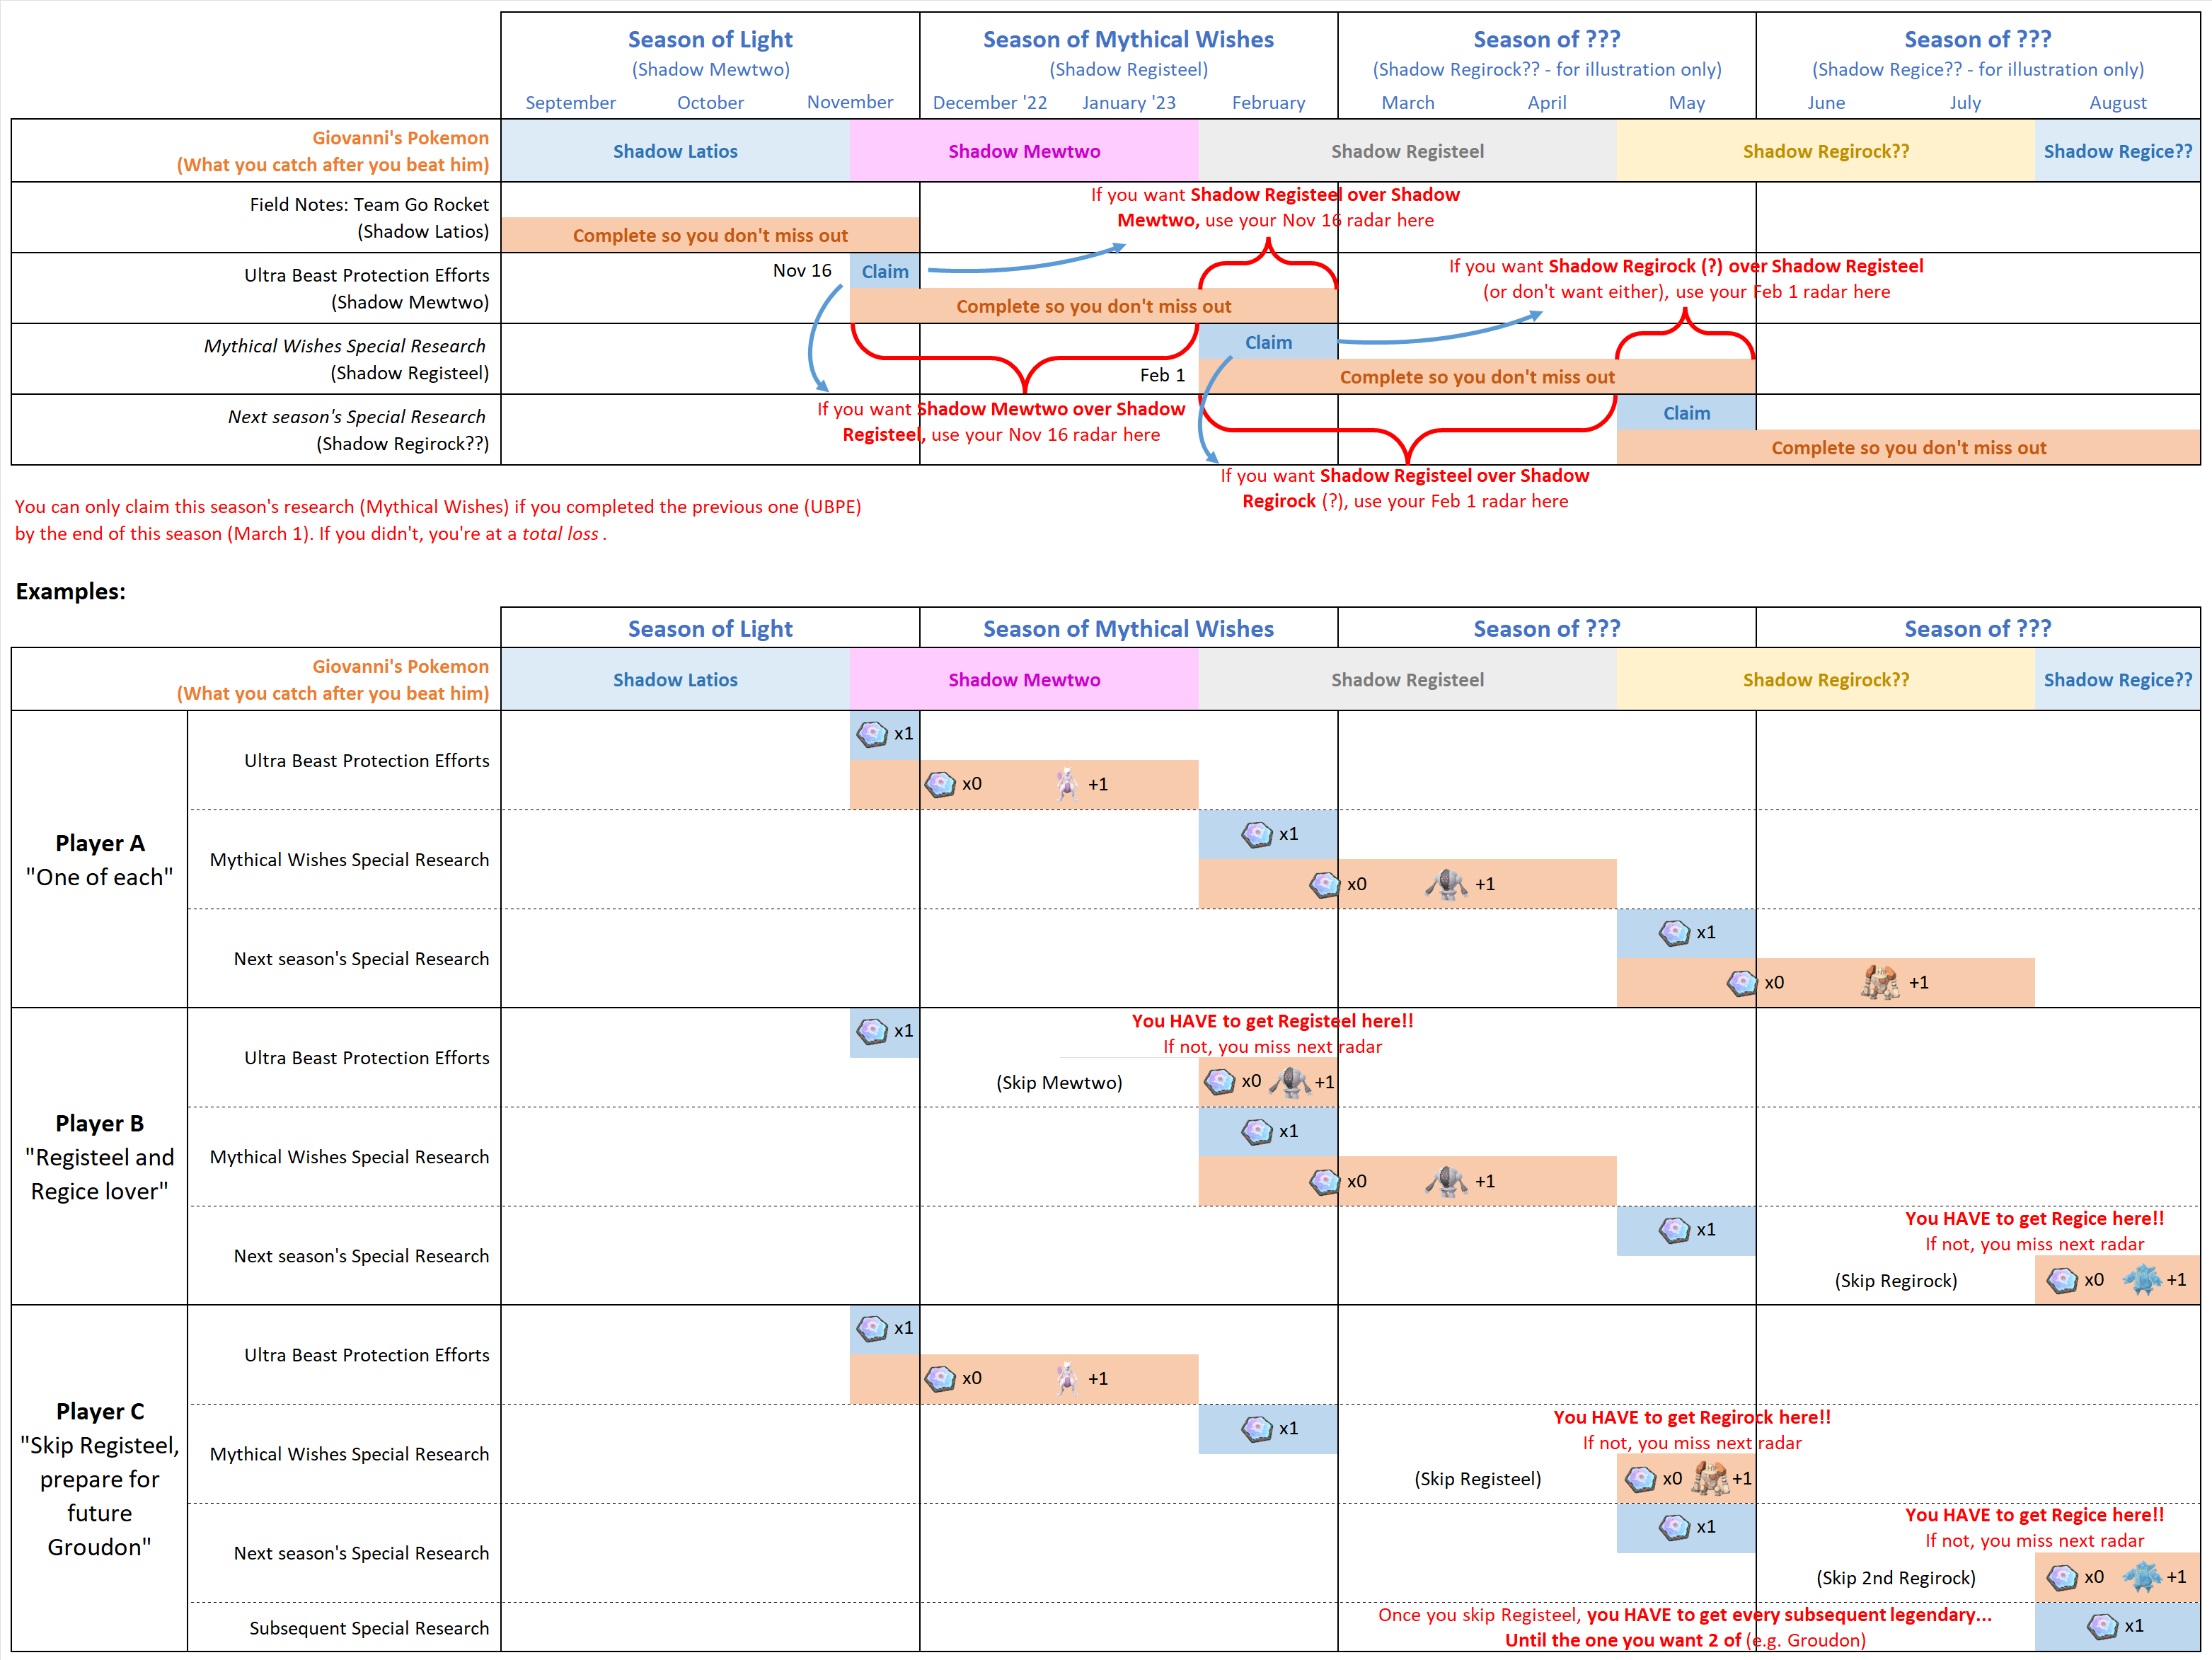 Season of Light
Season of Mythical Wishes
Season of ???
Season of ???
(Shadow Mewtwo)
(Shadow Registeel)
(Shadow Regirock?? - for illustration only)
(Shadow Regice?? - for illustration only)
September
October
November
December '22
January '23
February
March
April
May
June
July
August
Giovanni's Pokemon
(What you catch after you beat him)
Shadow Latios
Shadow Mewtwo
Shadow Registeel
Shadow Regirock??
Shadow Regice??
Field Notes: Team Go Rocket
(Shadow Latios)
Complete so you don't miss out
If you want Shadow Registeel over Shadow
Mewtwo, use your Nov 16 radar here
Ultra Beast Protection Efforts
(Shadow Mewtwo)
Nov 16
Claim
Complete so you don't miss out
If you want Shadow Regirock (?) over Shadow Registeel
(or don't want either), use your Feb 1 radar here
Mythical Wishes Special Research
(Shadow Registeel)
Claim
Feb 1
Complete so you don't miss out
Next season's Special Research
(Shadow Regirock??)
If you want Shadow Mewtwo over Shadow
Registeel, use your Nov 16 radar here
Claim
Complete so you don't miss out
If you want Shadow Registeel over Shadow
Regirock (?), use your Feb 1 radar here
You can only claim this season's research (Mythical Wishes) if you completed the previous one (UBPE)
by the end of this season (March 1). If you didn't, you're at a total loss .
Examples:
Season of Light
Season of Mythical Wishes
Season of ???
Season of ???
Giovanni's Pokemon
(What you catch after you beat him)
Shadow Latios
Shadow Mewtwo
Shadow Registeel
Shadow Regirock??
Shadow Regice??
Player A
"One of each"
Ultra Beast Protection Efforts
x1
x0
+1
Mythical Wishes Special Research
x1
x0
+1
Next season's Special Research
x1
x0
+1
Player B
"Registeel and
Regice lover"
Ultra Beast Protection Efforts
x1
You HAVE to get Registeel here!!
If not, you miss next radar
(Skip Mewtwo)
x0
+1
Mythical Wishes Special Research
x1
x0
+1
Next season's Special Research
x1
You HAVE to get Regice here!!
If not, you miss next radar
(Skip Regirock)
x0
+1
Player C
"Skip Registeel,
prepare for
future
Groudon"
Ultra Beast Protection Efforts
x1
x0
+1
Mythical Wishes Special Research
x1
You HAVE to get Regirock here!!
If not, you miss next radar
(Skip Registeel)
x0
+1
Next season's Special Research
x1
You HAVE to get Regice here!!
If not, you miss next radar
(Skip 2nd Regirock)
x0
+1
Subsequent Special Research
Once you skip Registeel, you HAVE to get every subsequent legendary...
Until the one you want 2 of (e.g. Groudon)
x1